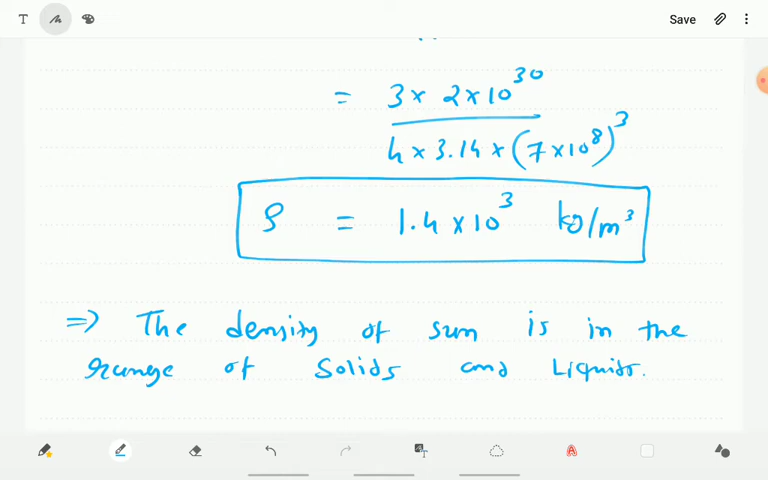 T Save
= 3 × 2 × 10^30
4 × 3.14 × (7 × 10^8)^3
ρ = 1.4 × 10^3 kg/m^3
=> The density of sun is in the
range of solids and Liquids.